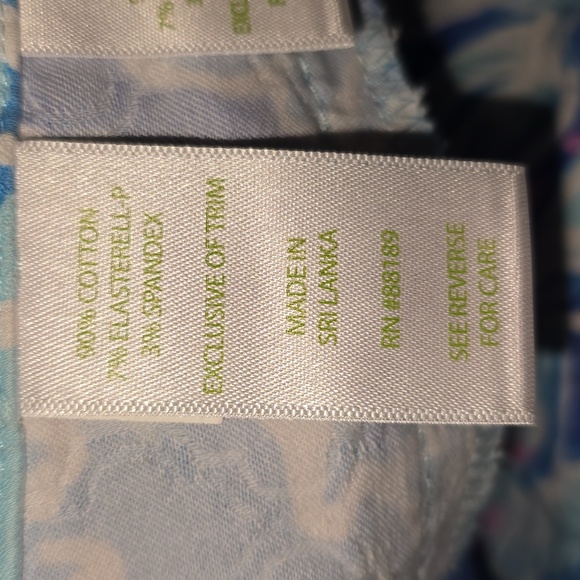 90% COTTON
7% ELASTERELL-P
3% SPANDEX
EXCLUSIVE OF TRIM
MADE IN
SRI LANKA
RN #88189
SEE REVERSE
FOR CARE